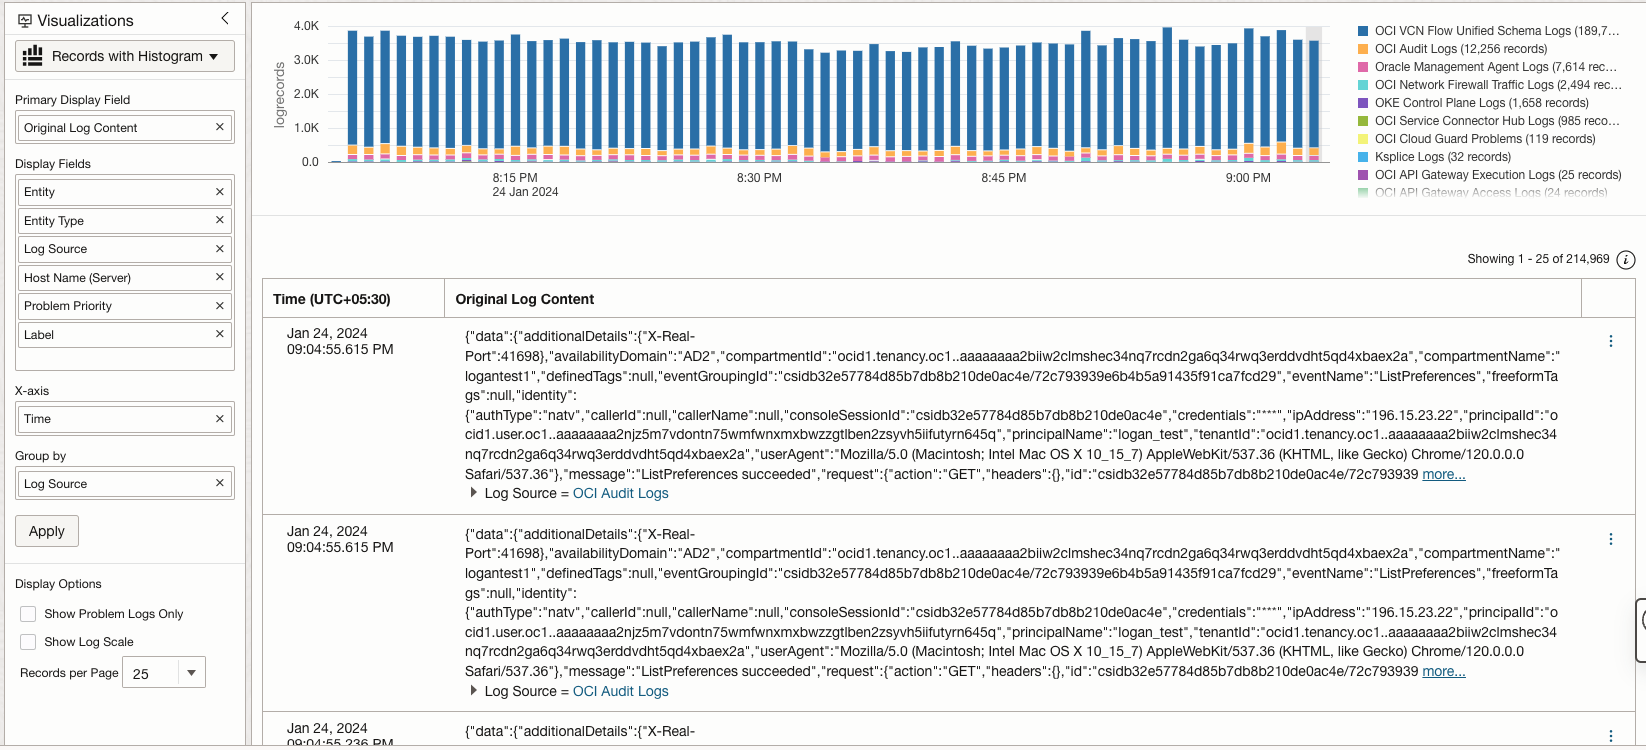 Visualizations
Records with Histogram
Primary Display Field
Original Log Content
Display Fields
Entity
Entity Type
Log Source
Host Name (Server)
Problem Priority
Label
X-axis
Time
Group by
Log Source
Apply
Display Options
Show Problem Logs Only
Show Log Scale
Records per Page 25
logrecords
4.0K
3.0K
2.0K
1.0K
0.0
8:15 PM
24 Jan 2024
8:30 PM
8:45 PM
9:00 PM
OCI VCN Flow Unified Schema Logs (189,7...
OCI Audit Logs (12,256 records)
Oracle Management Agent Logs (7,614 rec...
OCI Network Firewall Traffic Logs (2,494 rec...
OKE Control Plane Logs (1,658 records)
OCI Service Connector Hub Logs (985 reco...
OCI Cloud Guard Problems (119 records)
Ksplice Logs (32 records)
OCI API Gateway Execution Logs (25 records)
OCI API Gateway Access Logs (24 records)
Showing 1 - 25 of 214,969
Time (UTC+05:30)
Original Log Content
Jan 24, 2024
09:04:55.615 PM
{"data":{"additionalDetails":{"X-Real-
Port":41698},"availabilityDomain":"AD2","compartmentId":"ocid1.tenancy.oc1..aaaaaaaa2biiw2clmshec34nq7rcdn2ga6q34rwq3erddvdht5qd4xbaex2a","compartmentName":"
logantest1","definedTags":null,"eventGroupingId":"csidb32e57784d85b7db8b210de0ac4e/72c793939e6b4b5a91435f91ca7fcd29","eventName":"ListPreferences","freeformTa
gs":null,"identity":
{"authType":"natv","callerId":null,"callerName":null,"consoleSessionId":"csidb32e57784d85b7db8b210de0ac4e","credentials":"***","ipAddress":"196.15.23.22","principalId":"o
cid1.user.oc1..aaaaaaaa2njz5m7vdontn75wmfwnxmxbwzzgtlben2zsyvh5iifutyrn645q","principalName":"logan_test","tenantId":"ocid1.tenancy.oc1..aaaaaaaa2biiw2clmshec34
nq7rcdn2ga6q34rwq3erddvdht5qd4xbaex2a","userAgent":"Mozilla/5.0 (Macintosh; Intel Mac OS X 10_15_7) AppleWebKit/537.36 (KHTML, like Gecko) Chrome/120.0.0.0
Safari/537.36"},"message":"ListPreferences succeeded","request":{"action":"GET","headers":{},"id":"csidb32e57784d85b7db8b210de0ac4e/72c793939 more...
Log Source = OCI Audit Logs
Jan 24, 2024
09:04:55.615 PM
{"data":{"additionalDetails":{"X-Real-
Port":41698},"availabilityDomain":"AD2","compartmentId":"ocid1.tenancy.oc1..aaaaaaaa2biiw2clmshec34nq7rcdn2ga6q34rwq3erddvdht5qd4xbaex2a","compartmentName":"
logantest1","definedTags":null,"eventGroupingId":"csidb32e57784d85b7db8b210de0ac4e/72c793939e6b4b5a91435f91ca7fcd29","eventName":"ListPreferences","freeformTa
gs":null,"identity":
{"authType":"natv","callerId":null,"callerName":null,"consoleSessionId":"csidb32e57784d85b7db8b210de0ac4e","credentials":"***","ipAddress":"196.15.23.22","principalId":"o
cid1.user.oc1..aaaaaaaa2njz5m7vdontn75wmfwnxmxbwzzgtlben2zsyvh5iifutyrn645q","principalName":"logan_test","tenantId":"ocid1.tenancy.oc1..aaaaaaaa2biiw2clmshec34
nq7rcdn2ga6q34rwq3erddvdht5qd4xbaex2a","userAgent":"Mozilla/5.0 (Macintosh; Intel Mac OS X 10_15_7) AppleWebKit/537.36 (KHTML, like Gecko) Chrome/120.0.0.0
Safari/537.36"},"message":"ListPreferences succeeded","request":{"action":"GET","headers":{},"id":"csidb32e57784d85b7db8b210de0ac4e/72c793939 more...
Log Source = OCI Audit Logs
Jan 24, 2024
09:04:55.236 PM
{"data":{"additionalDetails":{"X-Real-